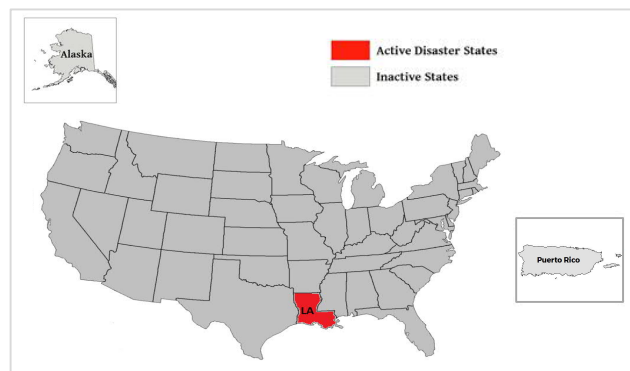 Alaska
Active Disaster States
Inactive States
Puerto Rico
LA